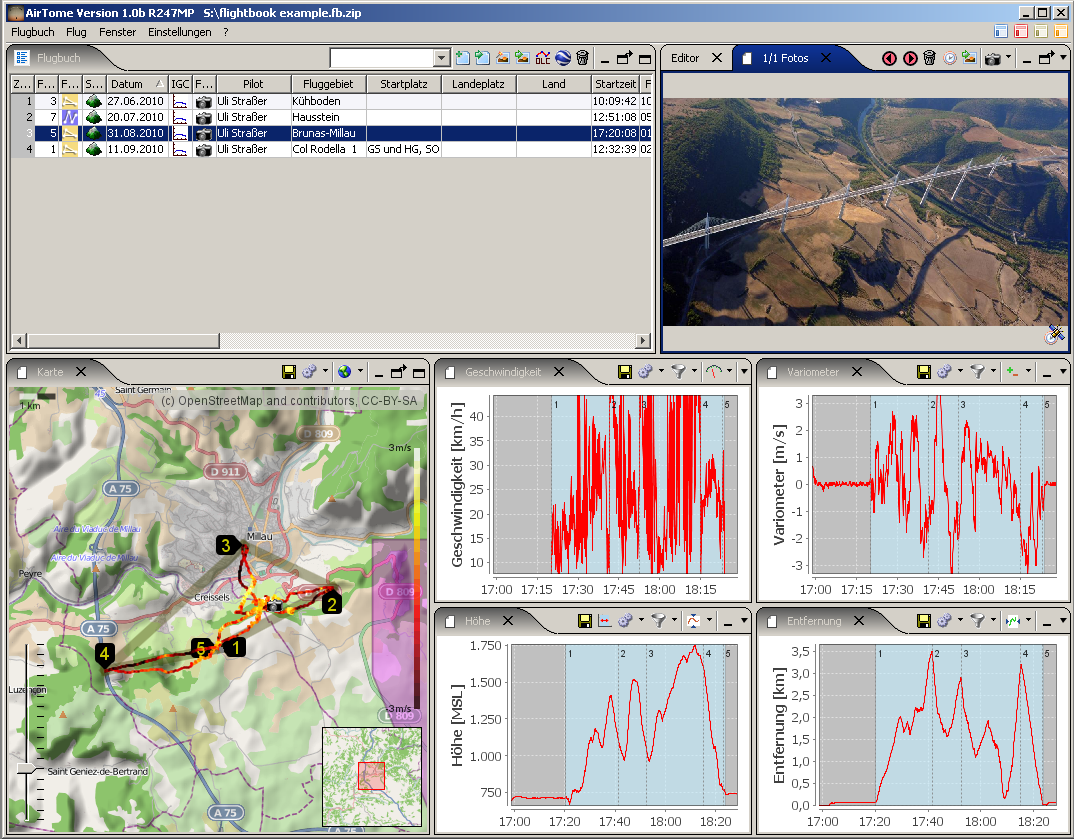 AirTome Version 1.0b R247MP S:\flightbook example.fb.zip
Flugbuch Flug Fenster Einstellungen ?
Flugbuch
OLC
Z... F... F... S... Datum IGC F... Pilot Fluggebiet Startplatz Landeplatz Land Startzeit F
1 3 27.06.2010 Uli Straßer Kühboden 10:09:42 10
2 7 20.07.2010 Uli Straßer Hausstein 12:51:08 05
3 5 31.08.2010 Uli Straßer Brunas-Millau 17:20:08 01
4 1 11.09.2010 Uli Straßer Col Rodella 1 GS und HG, SO 12:32:39 02
Editor 1/1 Fotos
Karte
Saint Germain
1 km
(c) OpenStreetMap and contributors, CC-BY-SA
D 809
3m/s
D 911
A 75
Aire du Viaduc de Millau
Millau
3
Aire du Viaduc de Millau
Peyre
D 809
Creissels
2
A 75
4
5
1
Luzençon
-3m/s
D 809
Saint Geniez-de-Bertrand
A 75
Geschwindigkeit
Geschwindigkeit [km/h]
40
35
30
25
20
15
10
1 2 3 4 5
17:00 17:15 17:30 17:45 18:00 18:15
Variometer
Variometer [m/s]
3
2
1
0
-1
-2
-3
1 2 3 4 5
17:00 17:15 17:30 17:45 18:00 18:15
Höhe
Höhe [MSL]
1.750
1.500
1.250
1.000
750
1 2 3 4 5
17:00 17:20 17:40 18:00 18:20
Entfernung
Entfernung [km]
3,5
3,0
2,5
2,0
1,5
1,0
0,5
0,0
1 2 3 4 5
17:00 17:20 17:40 18:00 18:20